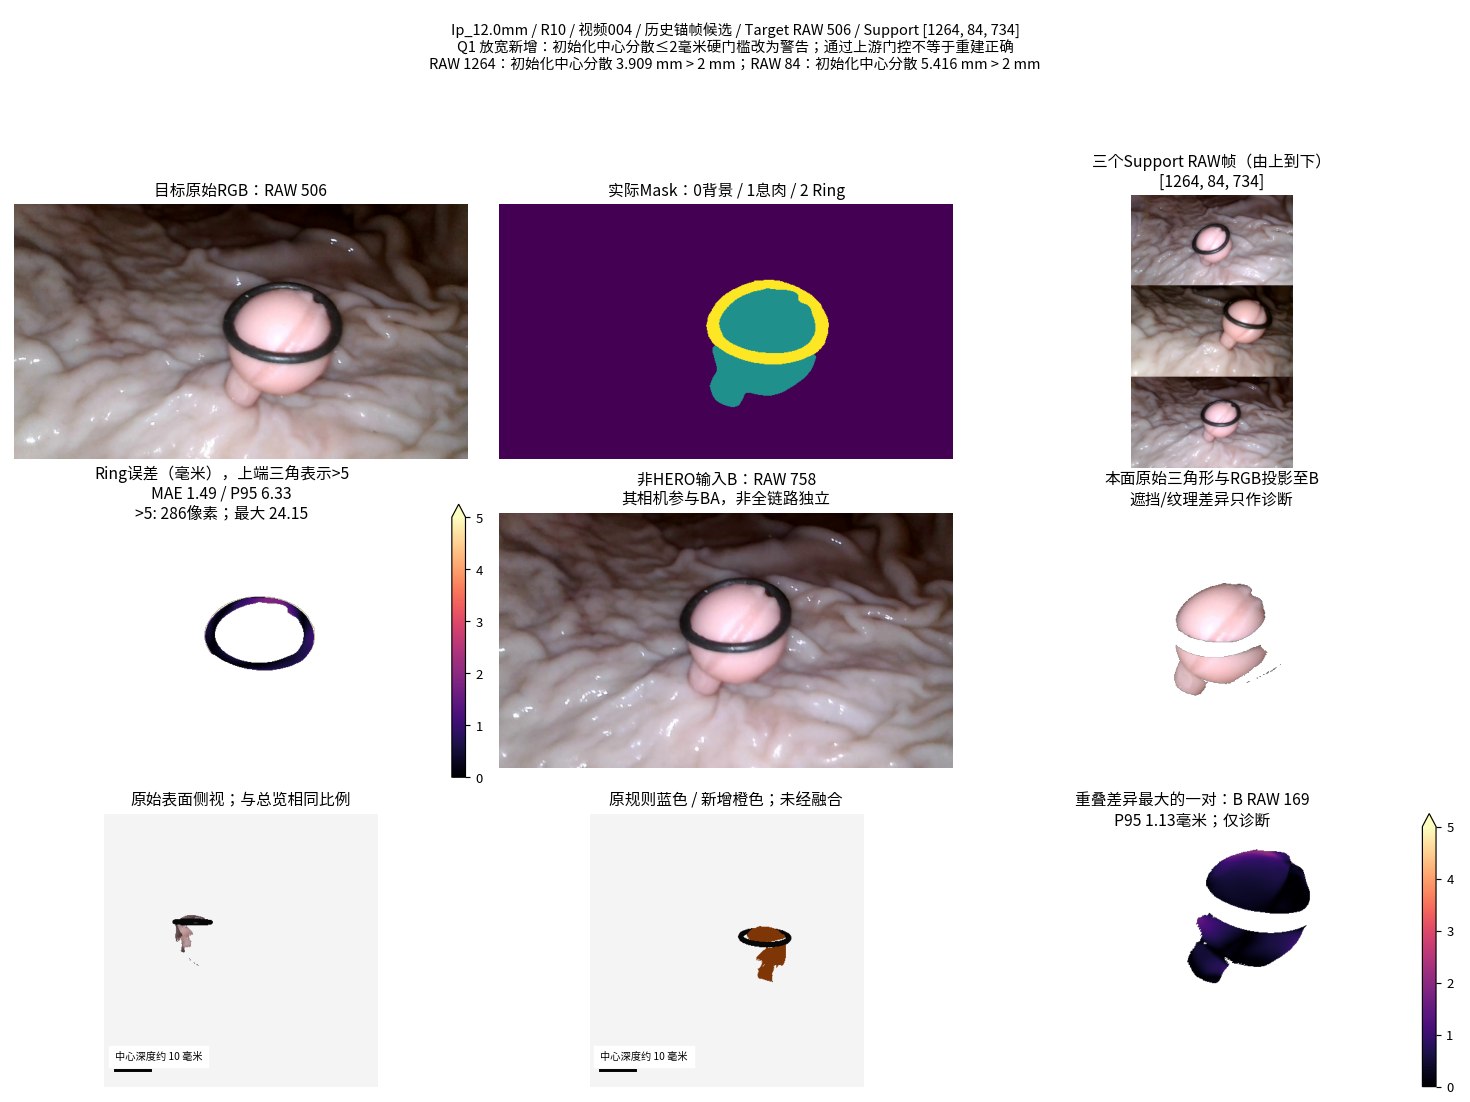 Ip_12.0mm / R10 / 视频004 / 历史锚帧候选 / Target RAW 506 / Support [1264, 84, 734]
Q1 放宽新增：初始化中心分散≤2毫米硬门槛改为警告；通过上游门控不等于重建正确
RAW 1264：初始化中心分散 3.909 mm > 2 mm；RAW 84：初始化中心分散 5.416 mm > 2 mm
目标原始RGB：RAW 506
实际Mask：0背景 / 1息肉 / 2 Ring
三个Support RAW帧（由上到下）
[1264, 84, 734]
Ring误差（毫米），上端三角表示>5
MAE 1.49 / P95 6.33
>5: 286像素；最大 24.15
5
4
3
2
1
0
非HERO输入B：RAW 758
其相机参与BA，非全链路独立
本面原始三角形与RGB投影至B
遮挡/纹理差异只作诊断
原始表面侧视；与总览相同比例
中心深度约 10 毫米
原规则蓝色 / 新增橙色；未经融合
中心深度约 10 毫米
重叠差异最大的一对：B RAW 169
P95 1.13毫米；仅诊断
5
4
3
2
1
0